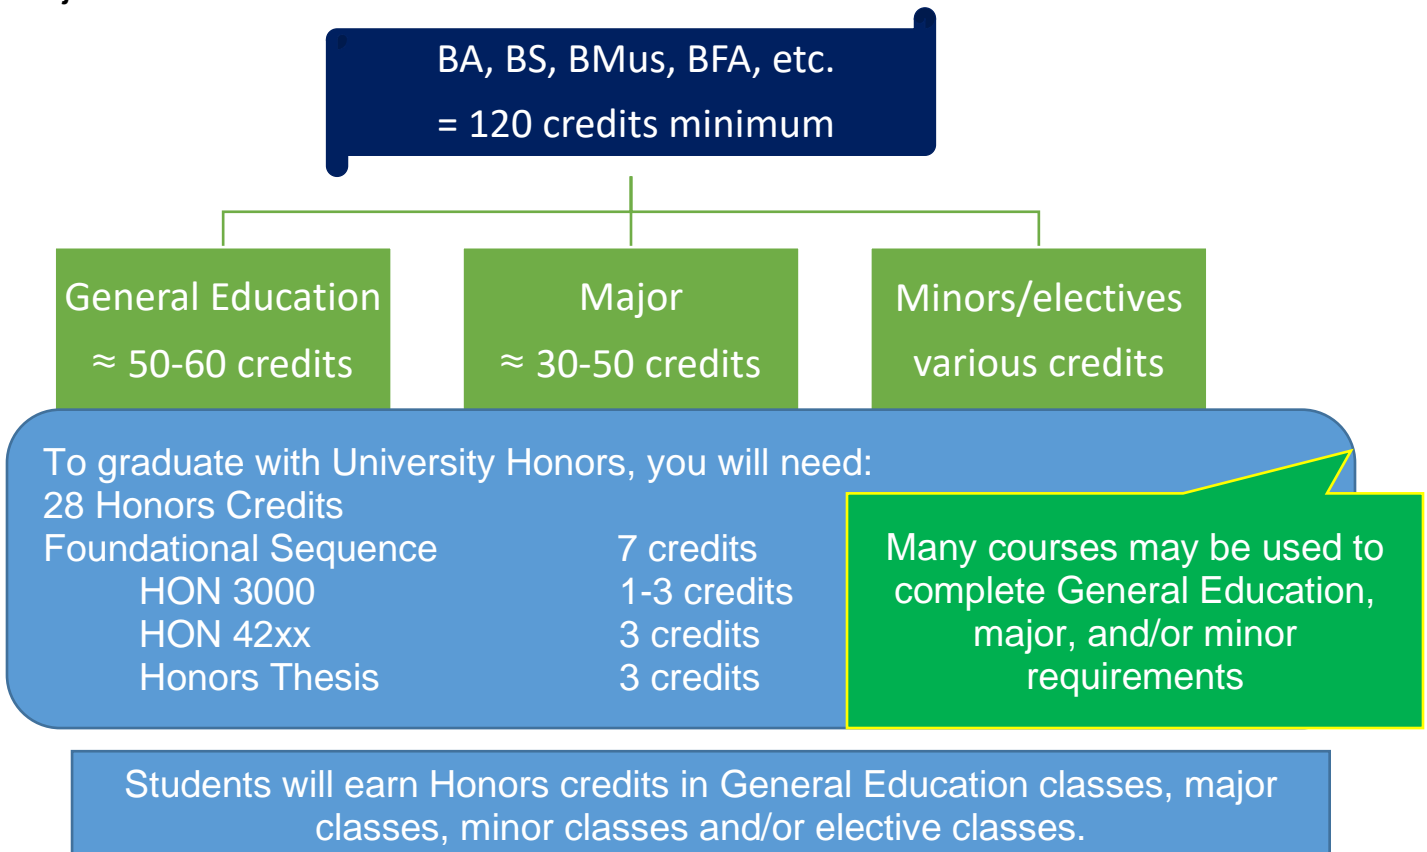 BA, BS, BMus, BFA, etc.
= 120 credits minimum
General Education
≈ 50-60 credits
Major
≈ 30-50 credits
Minors/electives
various credits
To graduate with University Honors, you will need:
28 Honors Credits
Foundational Sequence 7 credits
HON 3000 1-3 credits
HON 42xx 3 credits
Honors Thesis 3 credits
Many courses may be used to
complete General Education,
major, and/or minor
requirements
Students will earn Honors credits in General Education classes, major
classes, minor classes and/or elective classes.